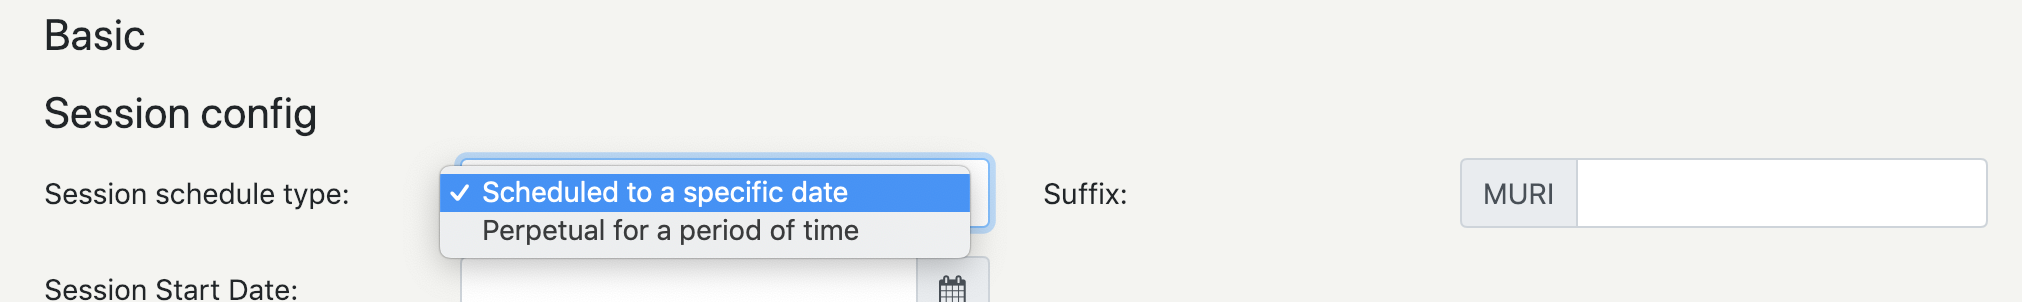 Basic
Session config
Session schedule type:
✓ Scheduled to a specific date
Perpetual for a period of time
Suffix:
MURI
Session Start Date: